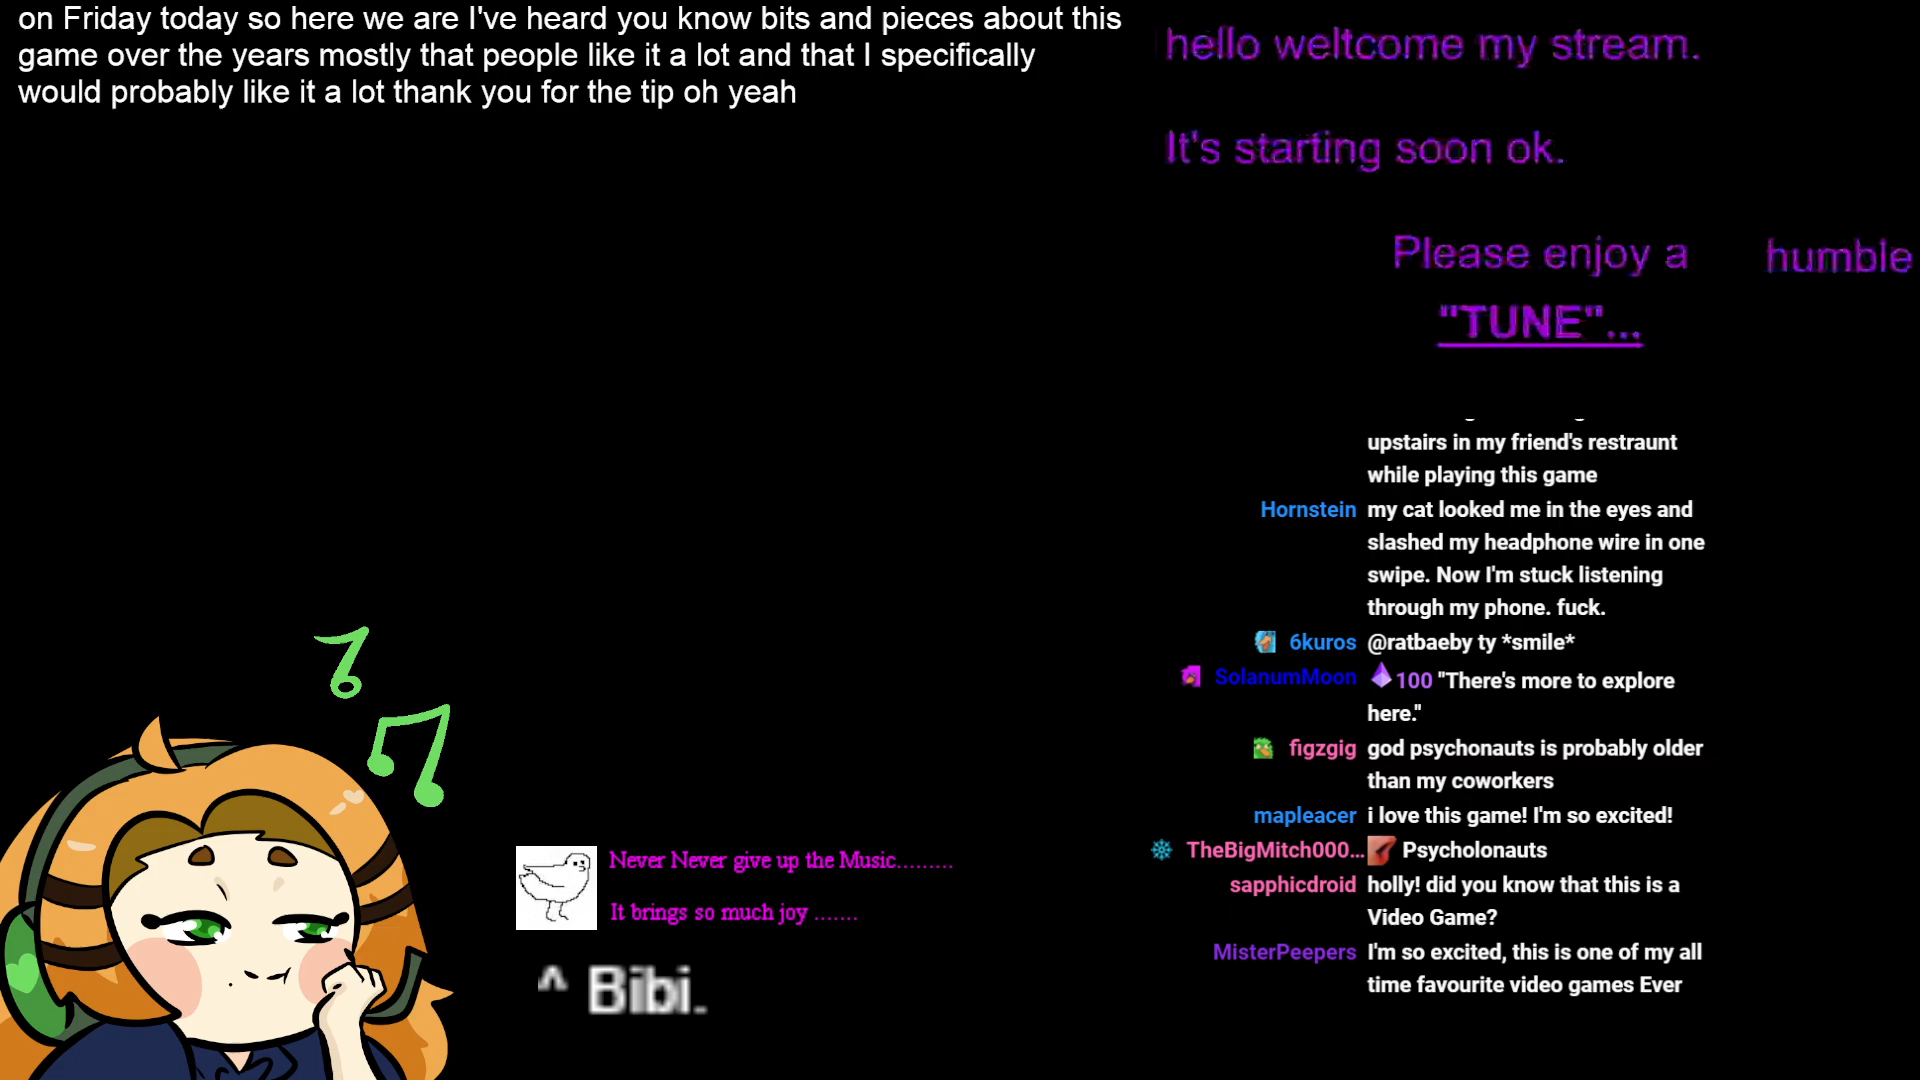 on Friday today so here we are I've heard you know bits and pieces about this
game over the years mostly that people like it a lot and that I specifically
would probably like it a lot thank you for the tip oh yeah
hello weltcome my stream.
It's starting soon ok.
Please enjoy a humble
"TUNE"...
upstairs in my friend's restraunt
while playing this game
Hornstein my cat looked me in the eyes and
slashed my headphone wire in one
swipe. Now I'm stuck listening
through my phone. fuck.
6kuros @ratbaeby ty *smile*
SolanumMoon 100 "There's more to explore
here."
figzgig god psychonauts is probably older
than my coworkers
mapleacer i love this game! I'm so excited!
TheBigMitch000... Psycholonauts
sapphicdroid holly! did you know that this is a
Video Game?
MisterPeepers I'm so excited, this is one of my all
time favourite video games Ever
Never Never give up the Music.........
It brings so much joy .......
^ Bibi.